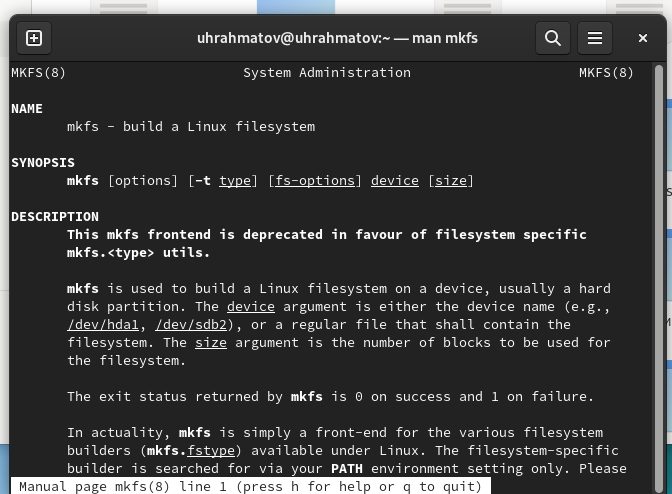 uhrahmatov@uhrahmatov:~ — man mkfs
MKFS(8) System Administration MKFS(8)
NAME
mkfs - build a Linux filesystem
SYNOPSIS
mkfs [options] [-t type] [fs-options] device [size]
DESCRIPTION
This mkfs frontend is deprecated in favour of filesystem specific
mkfs.<type> utils.
mkfs is used to build a Linux filesystem on a device, usually a hard
disk partition. The device argument is either the device name (e.g.,
/dev/hda1, /dev/sdb2), or a regular file that shall contain the
filesystem. The size argument is the number of blocks to be used for
the filesystem.
The exit status returned by mkfs is 0 on success and 1 on failure.
In actuality, mkfs is simply a front-end for the various filesystem
builders (mkfs.fstype) available under Linux. The filesystem-specific
builder is searched for via your PATH environment setting only. Please
Manual page mkfs(8) line 1 (press h for help or q to quit)